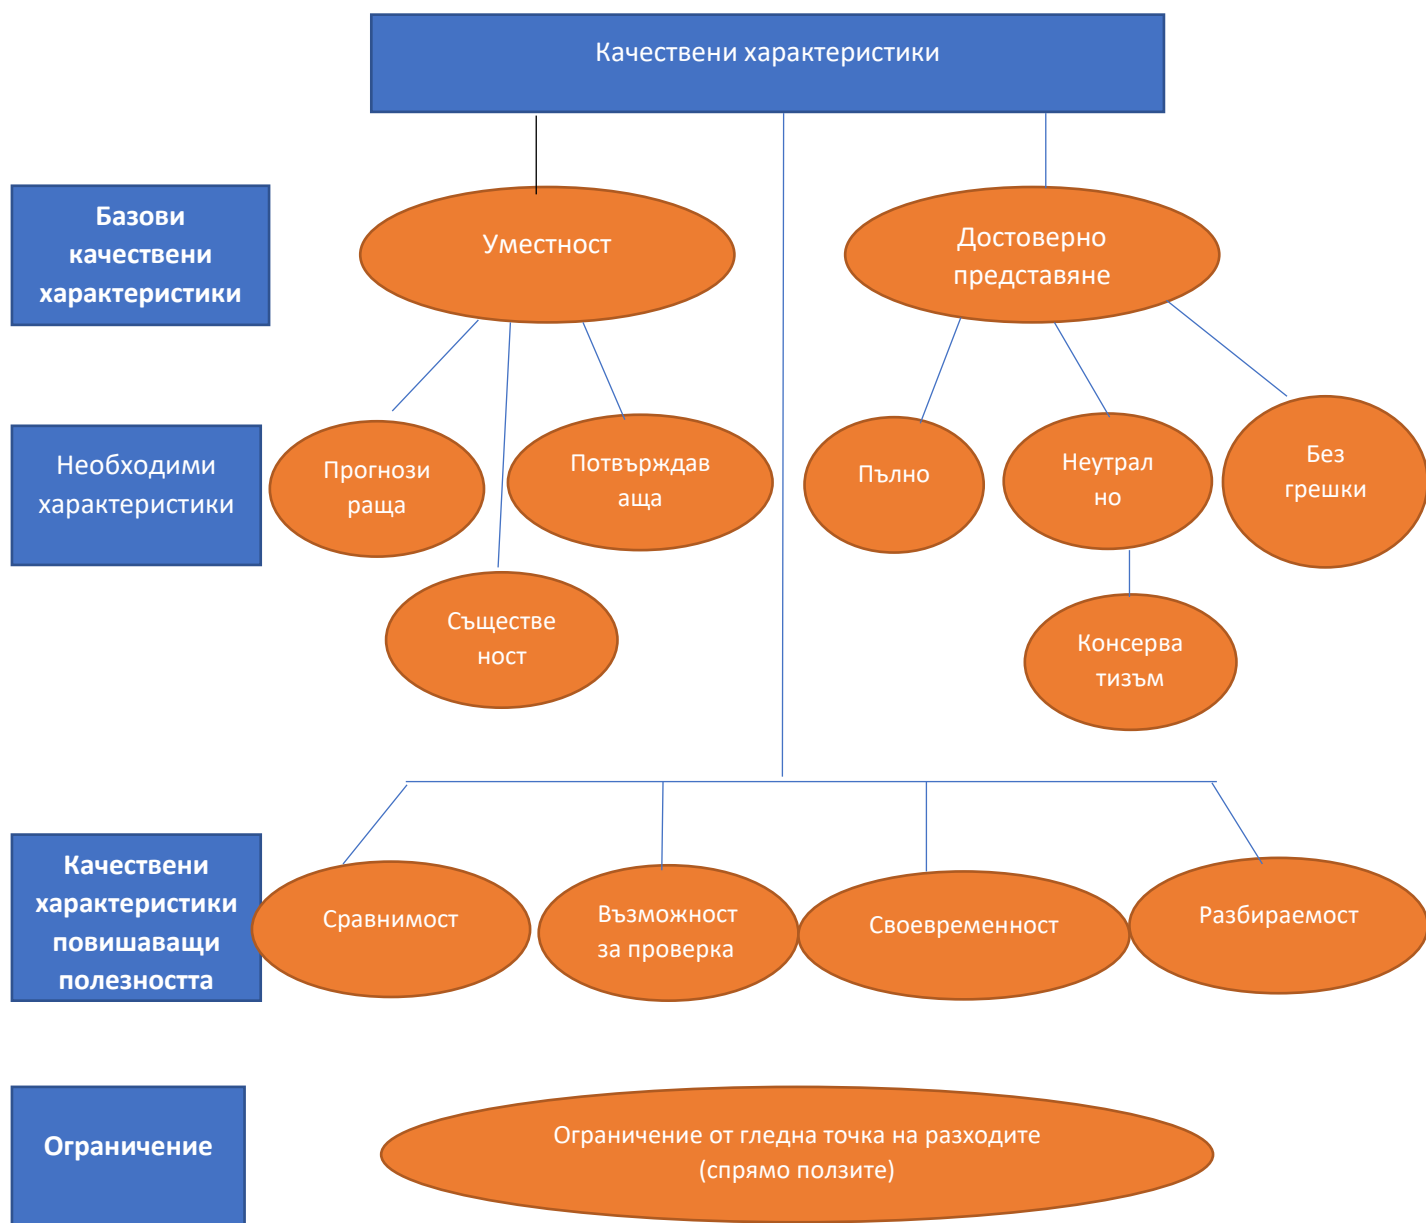 Качествени характеристики
Базови
качествени
характеристики
Уместност
Достоверно
представяне
Необходими
характеристики
Прогнози
раща
Потвърждав
аща
Пълно
Неутрал
но
Без
грешки
Съществе
ност
Консерва
тизъм
Качествени
характеристики
повишаващи
полезността
Сравнимост
Възможност
за проверка
Своевременност
Разбираемост
Ограничение
Ограничение от гледна точка на разходите
(спрямо ползите)